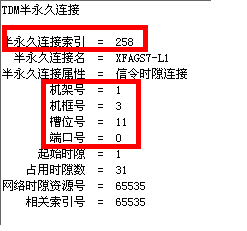 TDM半永久连接
半永久连接索引 = 258
半永久连接名 = XFAGS7-L1
半永久连接属性 = 信令时隙连接
机架号 = 1
机框号 = 3
槽位号 = 11
端口号 = 0
起始时隙 = 1
占用时隙数 = 31
网络时隙资源号 = 65535
相关索引号 = 65535